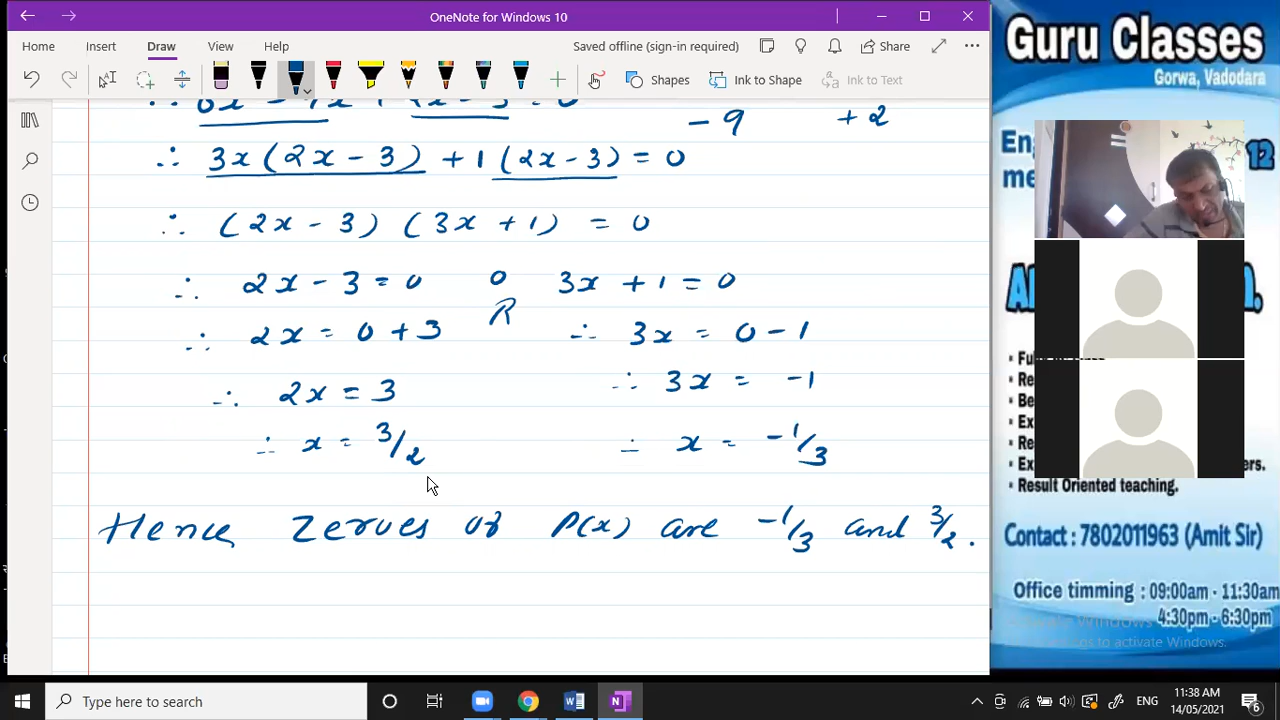 OneNote for Windows 10
Home Insert Draw View Help Saved offline (sign-in required) Share
Shapes Ink to Shape Ink to Text
-9 +2
∴ 3x(2x-3) +1(2x-3) = 0
∴ (2x-3) (3x+1) = 0
∴ 2x-3=0 OR 3x+1=0
∴ 2x = 0+3 ∴ 3x = 0-1
∴ 2x = 3 ∴ 3x = -1
∴ x = 3/2 ∴ x = -1/3
Hence, zeroes of P(x) are -1/3 and 3/2.
Guru Classes
Gorwa, Vadodara
12
Result Oriented teaching.
Contact : 7802011963 (Amit Sir)
Office timming : 09:00am - 11:30am
4:30pm - 6:30pm
Type here to search
ENG
11:38 AM
14/05/2021
6